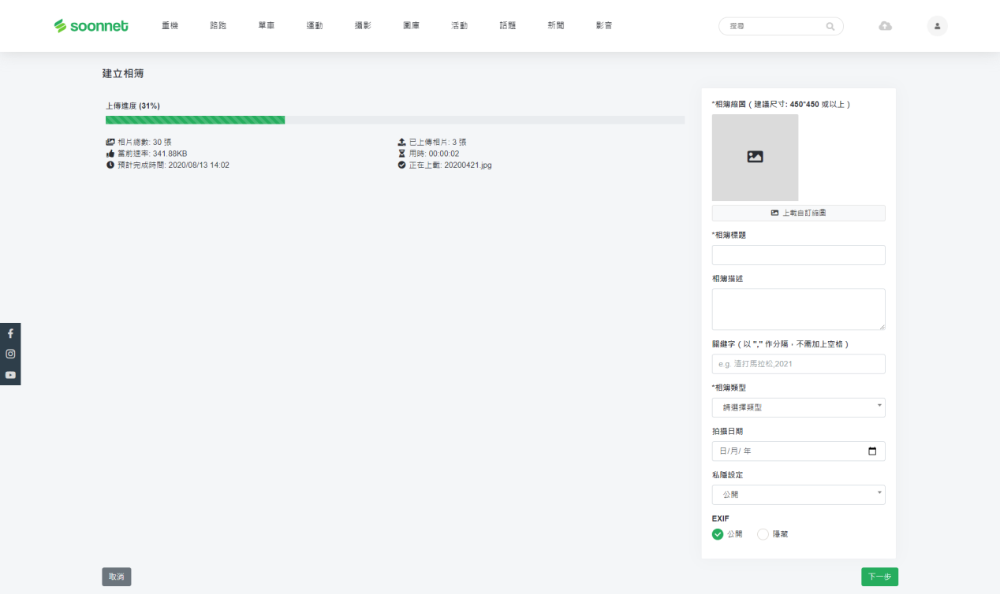 soonnet 重機 路跑 單車 運動 攝影 圖庫 活動 話題 新聞 影音 搜尋
建立相簿
上傳進度 (31%)
相片總數: 30 張
當前速率: 341.88KB
預計完成時間: 2020/08/13 14:02
已上傳相片: 3 張
用時: 00:00:02
正在上載: 20200421.jpg
*相簿縮圖（建議尺寸: 450*450 或以上）
上載自訂縮圖
*相簿標題
相簿描述
關鍵字（以 "," 作分隔，不需加上空格）
e.g. 渣打馬拉松,2021
*相簿類型
請選擇類型
拍攝日期
日/月/ 年
私隱設定
公開
EXIF
公開 隱藏
取消 下一步